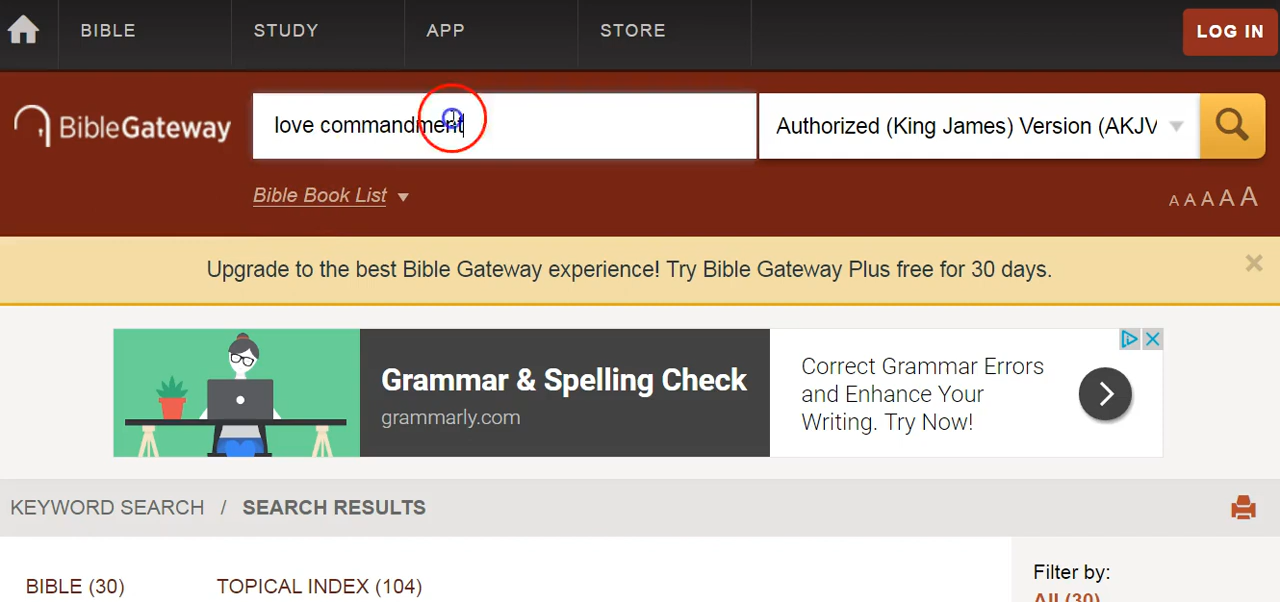 BIBLE STUDY APP STORE LOG IN
BibleGateway
love commandment
Authorized (King James) Version (AKJV
Bible Book List
A A A A A
Upgrade to the best Bible Gateway experience! Try Bible Gateway Plus free for 30 days.
Grammar & Spelling Check
grammarly.com
Correct Grammar Errors
and Enhance Your
Writing. Try Now!
KEYWORD SEARCH / SEARCH RESULTS
BIBLE (30) TOPICAL INDEX (104)
Filter by:
All (30)